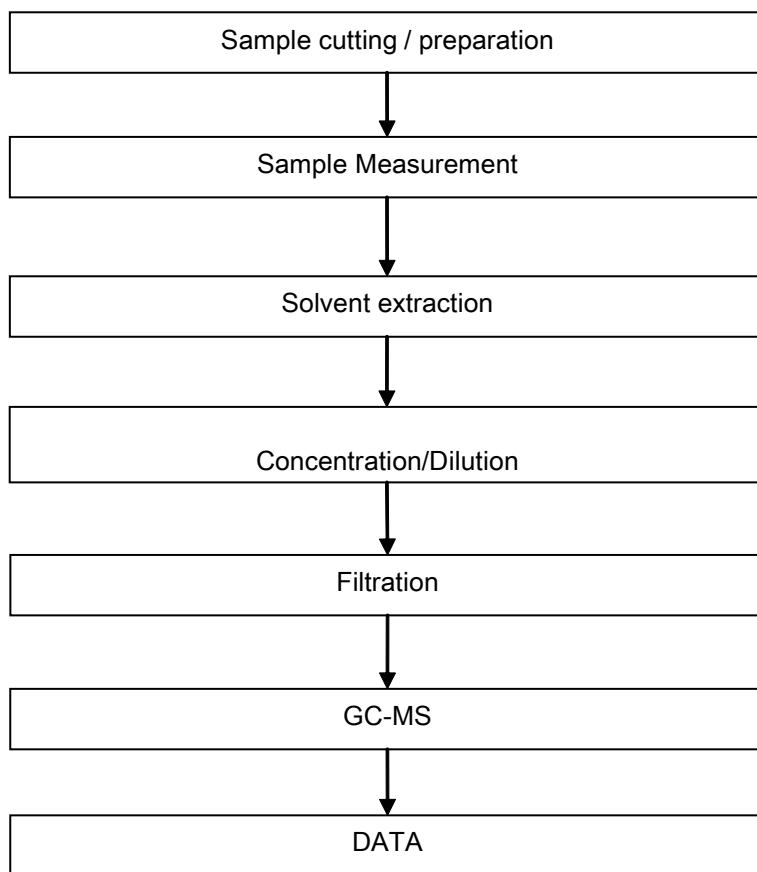 Sample cutting / preparation
Sample Measurement
Solvent extraction
Concentration/Dilution
Filtration
GC-MS
DATA